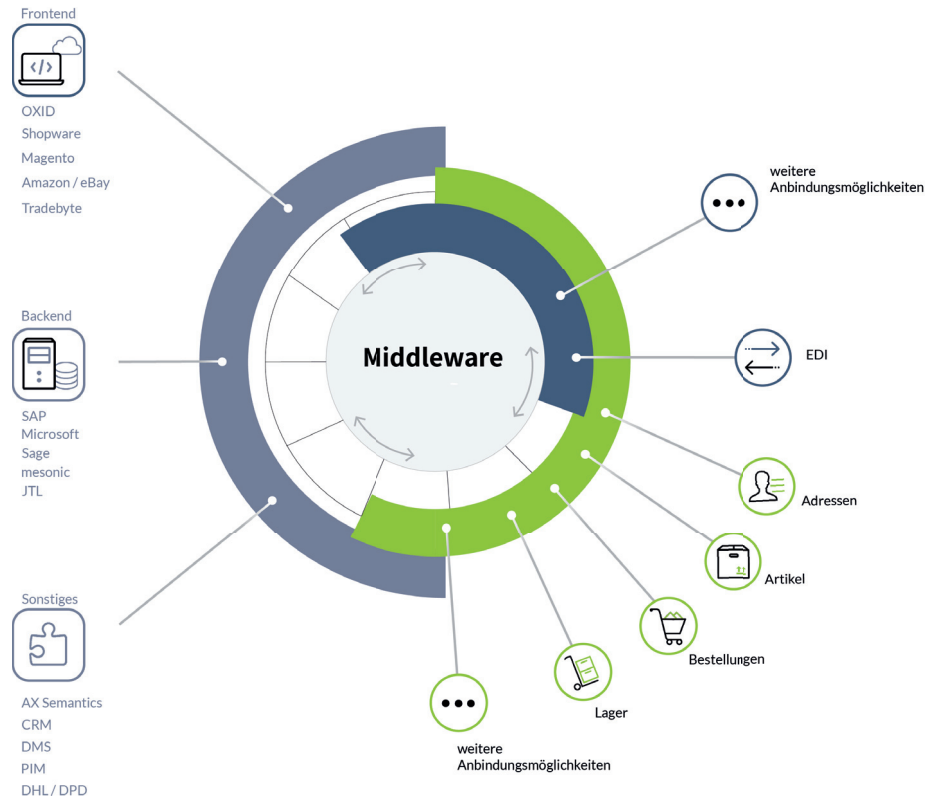 Frontend
</>
OXID
Shopware
Magento
Amazon / eBay
Tradebyte
Backend
SAP
Microsoft
Sage
mesonic
JTL
Sonstiges
AX Semantics
CRM
DMS
PIM
DHL / DPD
Middleware
weitere
Anbindungsmöglichkeiten
EDI
Adressen
Artikel
Bestellungen
Lager
weitere
Anbindungsmöglichkeiten